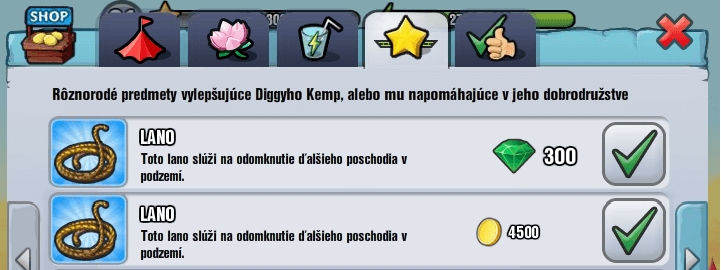 SHOP
Rôznorodé predmety vylepšujúce Diggyho Kemp, alebo mu napomáhajúce v jeho dobrodružstve
LANO
Toto lano slúži na odomknutie ďalšieho poschodia v
podzemí.
300
LANO
Toto lano slúži na odomknutie ďalšieho poschodia v
podzemí.
4500